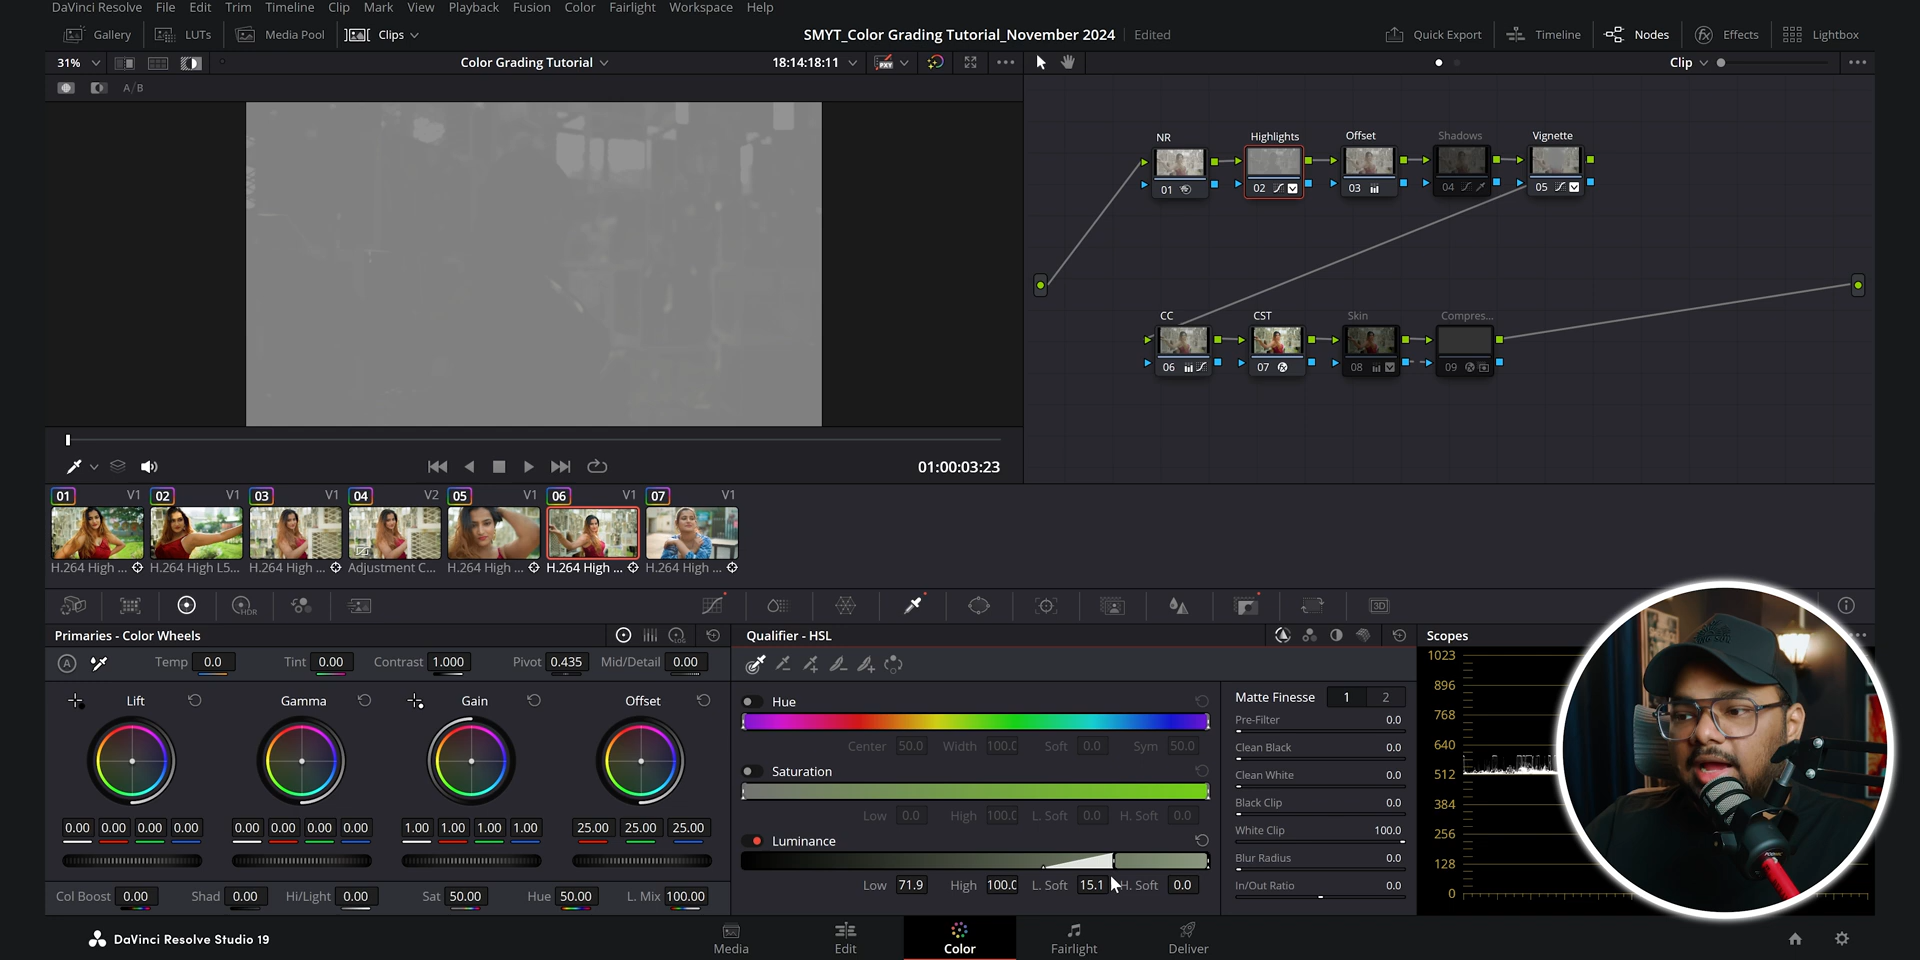 DaVinci Resolve File Edit Trim Timeline Clip Mark View Playback Fusion Color Fairlight Workspace Help
Gallery LUTs Media Pool Clips SMYT_Color Grading Tutorial_November 2024 Edited Quick Export Timeline Nodes Effects Lightbox
31% Color Grading Tutorial 18:14:18:11 Clip
A/B
NR Highlights Offset Shadows Vignette
01 02 03 04 05
CC CST Skin Compres...
06 07 08 09
01:00:03:23
01 V1 02 V1 03 V1 04 V2 05 V1 06 V1 07 V1
H.264 High ... H.264 High L5... H.264 High ... Adjustment C... H.264 High ... H.264 High ... H.264 High ...
HDR 3D
Primaries - Color Wheels LOG Qualifier - HSL Scopes
A Temp 0.0 Tint 0.00 Contrast 1.000 Pivot 0.435 Mid/Detail 0.00
Lift Gamma Gain Offset
0.00 0.00 0.00 0.00 0.00 0.00 0.00 0.00 1.00 1.00 1.00 1.00 25.00 25.00 25.00
Col Boost 0.00 Shad 0.00 Hi/Light 0.00 Sat 50.00 Hue 50.00 L. Mix 100.00
Hue
Center 50.0 Width 100.0 Soft 0.0 Sym 50.0
Saturation
Low 0.0 High 100.0 L. Soft 0.0 H. Soft 0.0
Luminance
Low 71.9 High 100.0 L. Soft 15.1 H. Soft 0.0
Matte Finesse 1 2
Pre-Filter 0.0
Clean Black 0.0
Clean White 0.0
Black Clip 0.0
White Clip 100.0
Blur Radius 0.0
In/Out Ratio 0.0
1023
896
768
640
512
384
256
128
0
DaVinci Resolve Studio 19
Media Edit Color Fairlight Deliver